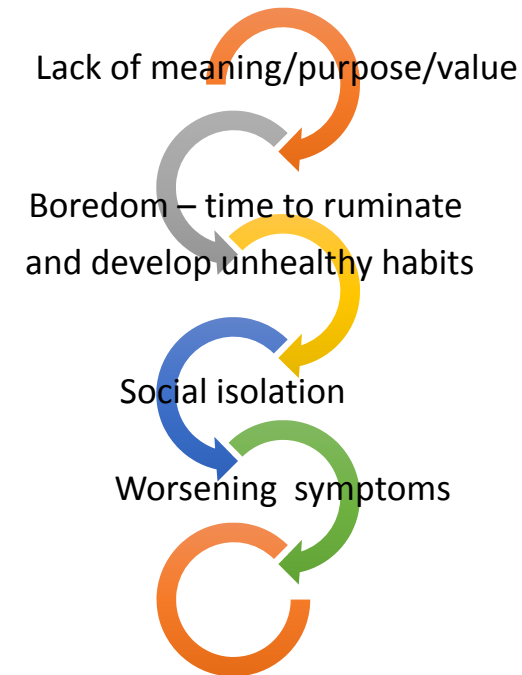 Lack of meaning/purpose/value
Boredom – time to ruminate
and develop unhealthy habits
Social isolation
Worsening  symptoms